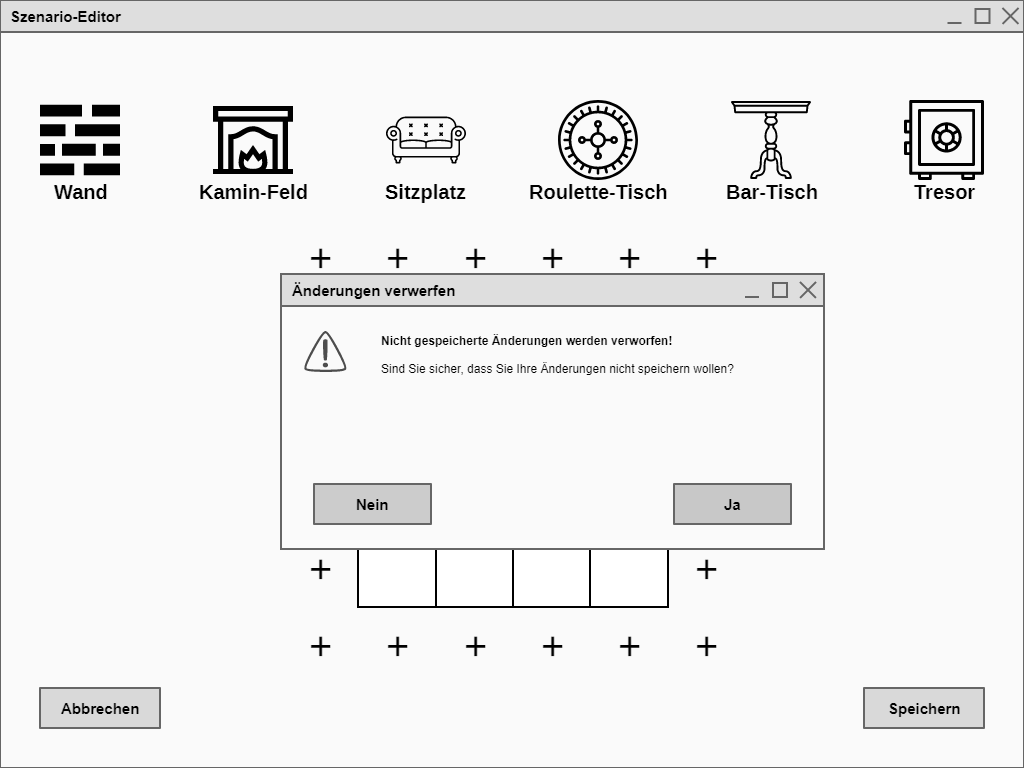 Szenario-Editor
Wand
Kamin-Feld
Sitzplatz
Roulette-Tisch
Bar-Tisch
Tresor
+ + + + + +
Änderungen verwerfen
Nicht gespeicherte Änderungen werden verworfen!
Sind Sie sicher, dass Sie Ihre Änderungen nicht speichern wollen?
Nein
Ja
+ +
+ + + + + +
Abbrechen
Speichern